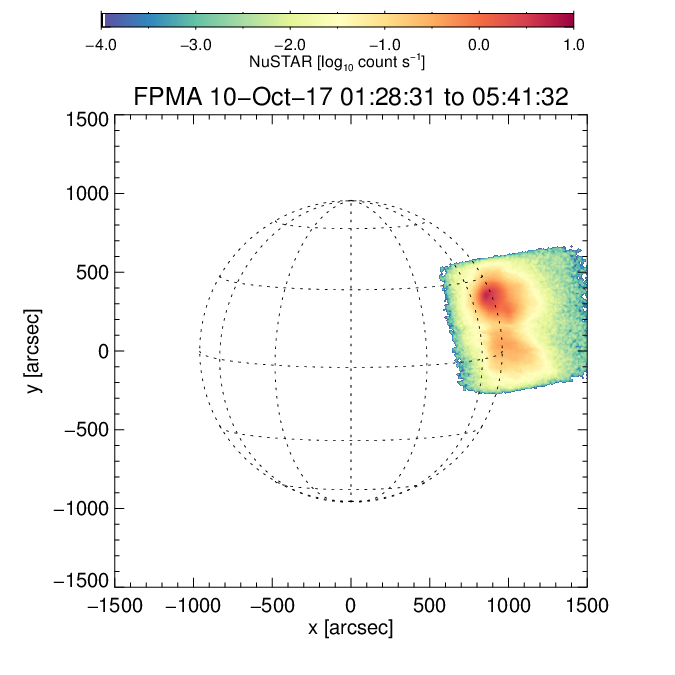 −4.0 −3.0 −2.0 −1.0 0.0 1.0
NuSTAR [log₁₀ count s⁻¹]
FPMA 10−Oct−17 01:28:31 to 05:41:32
1500
1000
500
0
−500
−1000
−1500
y [arcsec]
−1500 −1000 −500 0 500 1000 1500
x [arcsec]